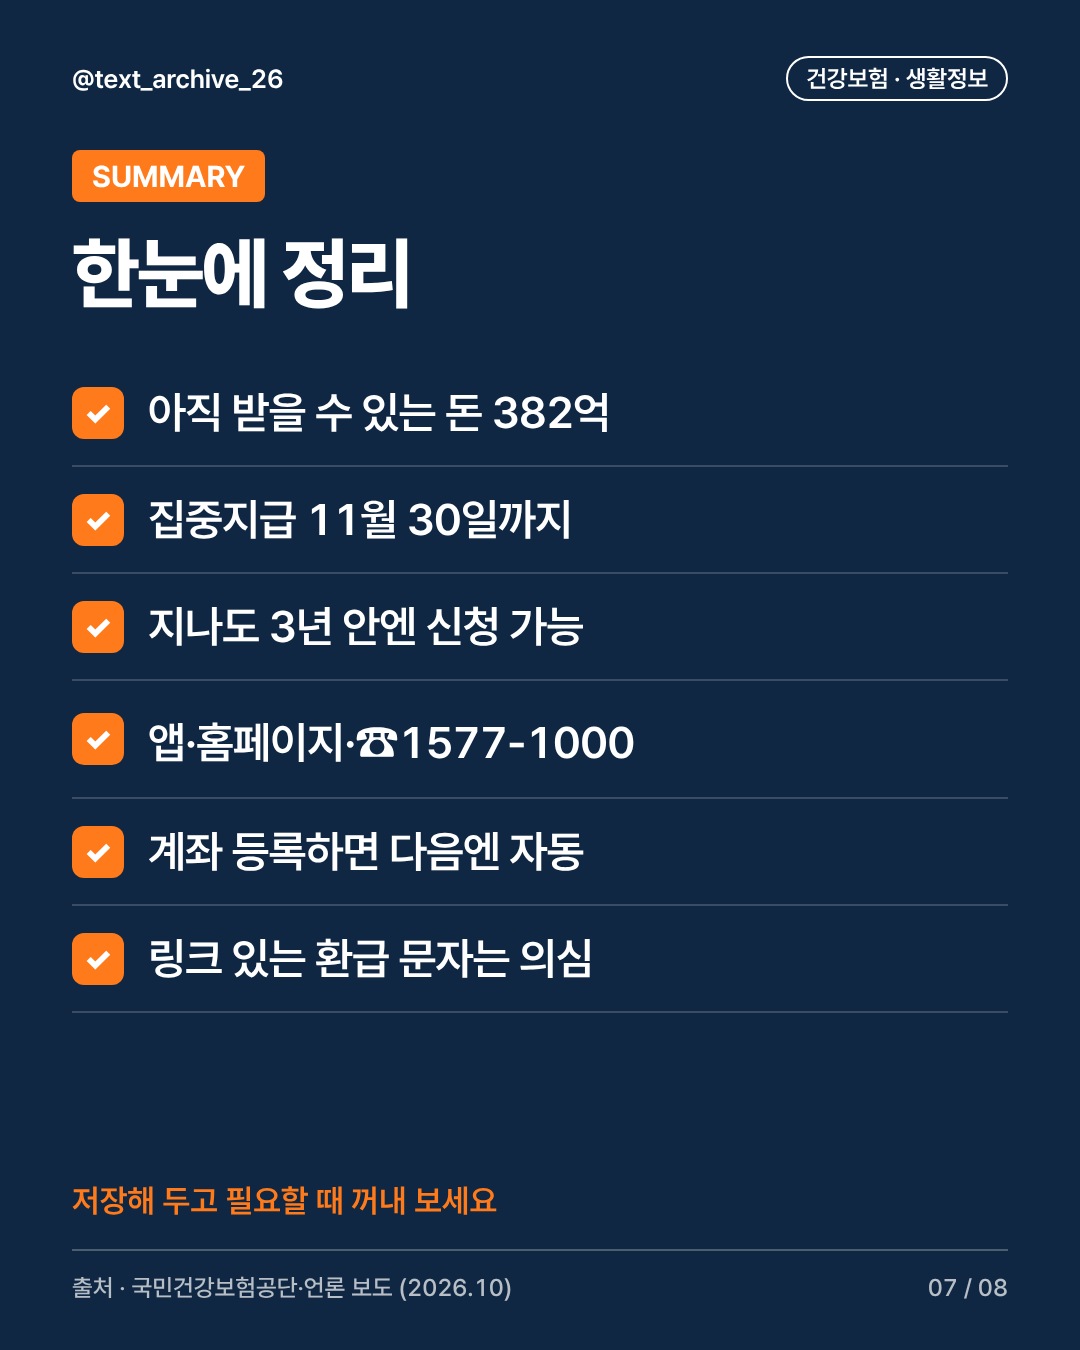 @text_archive_26
건강보험 · 생활정보
SUMMARY
한눈에 정리
아직 받을 수 있는 돈 382억
집중지급 11월 30일까지
지나도 3년 안엔 신청 가능
앱·홈페이지·☎1577-1000
계좌 등록하면 다음엔 자동
링크 있는 환급 문자는 의심
저장해 두고 필요할 때 꺼내 보세요
출처 · 국민건강보험공단·언론 보도 (2026.10)
07 / 08